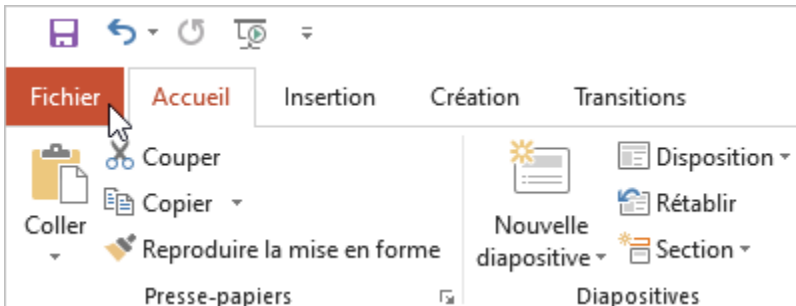 Fichier Accueil Insertion Création Transitions
Couper
Copier
Coller
Reproduire la mise en forme
Presse-papiers
Nouvelle
diapositive
Disposition
Rétablir
Section
Diapositives